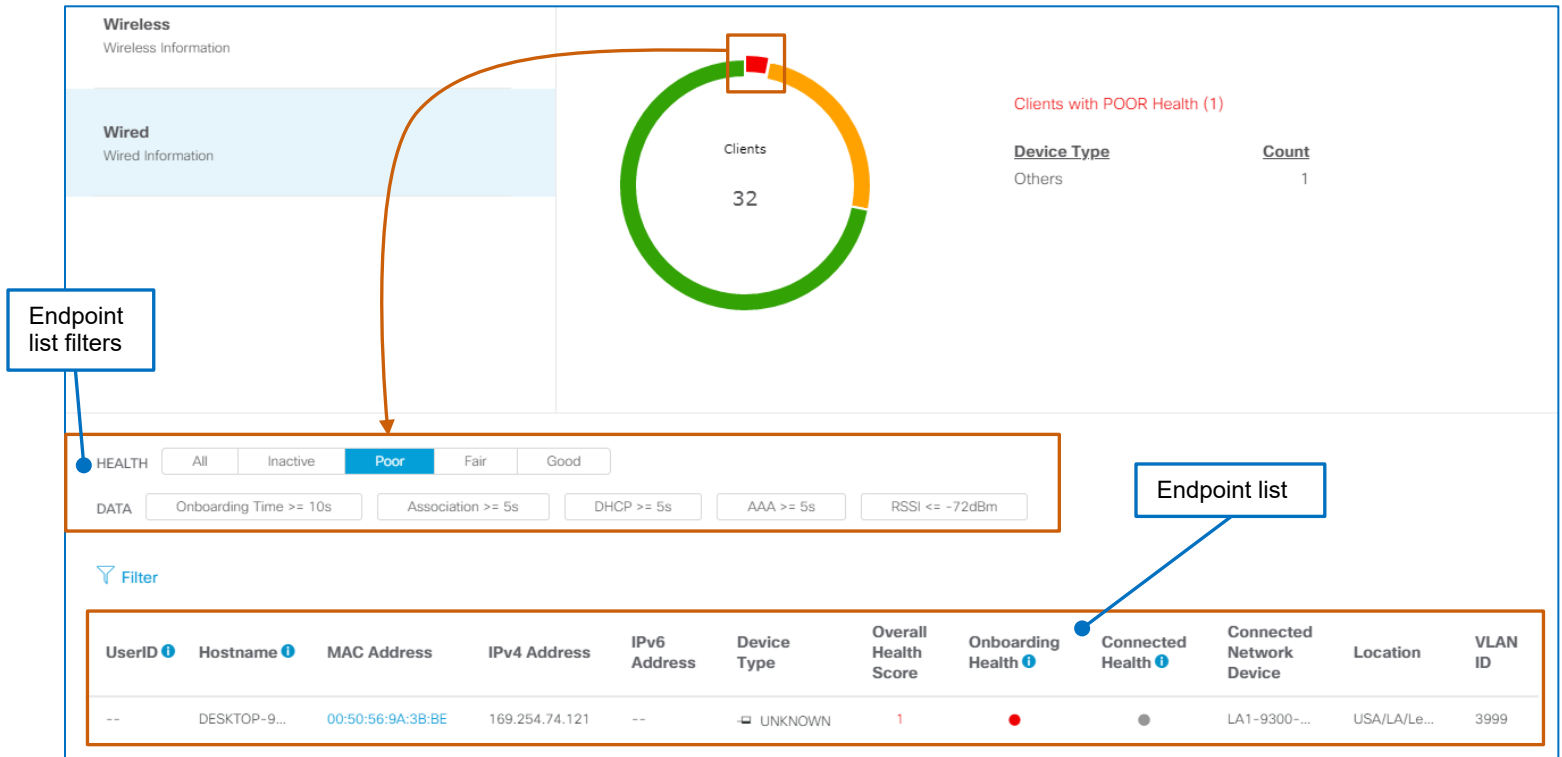 Wireless
Wireless Information
Wired
Wired Information
Clients
32
Clients with POOR Health (1)
Device Type Count
Others 1
Endpoint
list filters
HEALTH All Inactive Poor Fair Good
DATA Onboarding Time >= 10s Association >= 5s DHCP >= 5s AAA >= 5s RSSI <= -72dBm
Endpoint list
Filter
UserID Hostname MAC Address IPv4 Address IPv6 Address Device Type Overall Health Score Onboarding Health Connected Health Connected Network Device Location VLAN ID
-- DESKTOP-9... 00:50:56:9A:3B:BE 169.254.74.121 -- UNKNOWN 1 LA1-9300-... USA/LA/Le... 3999